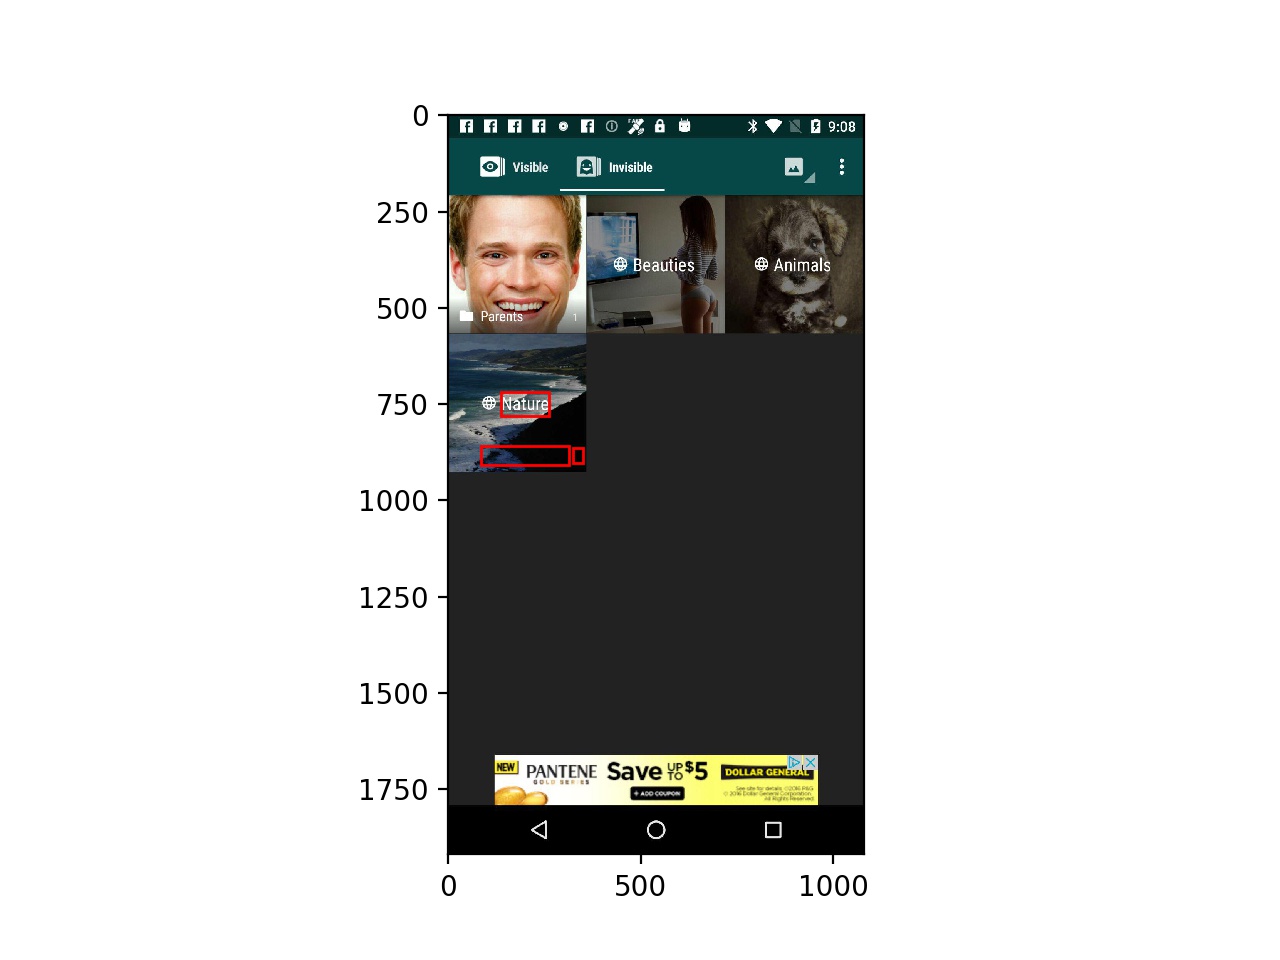 0
250
500
750
1000
1250
1500
1750
0 500 1000
9:08
Visible Invisible
Parents 1
Beauties
Animals
Nature
NEW PANTENE
GOLD SERIES
Save UP TO $5
+ ADD COUPON
DOLLAR GENERAL
See site for details. ©2016 P&G
© 2016 Dollar General Corporation.
All Rights Reserved